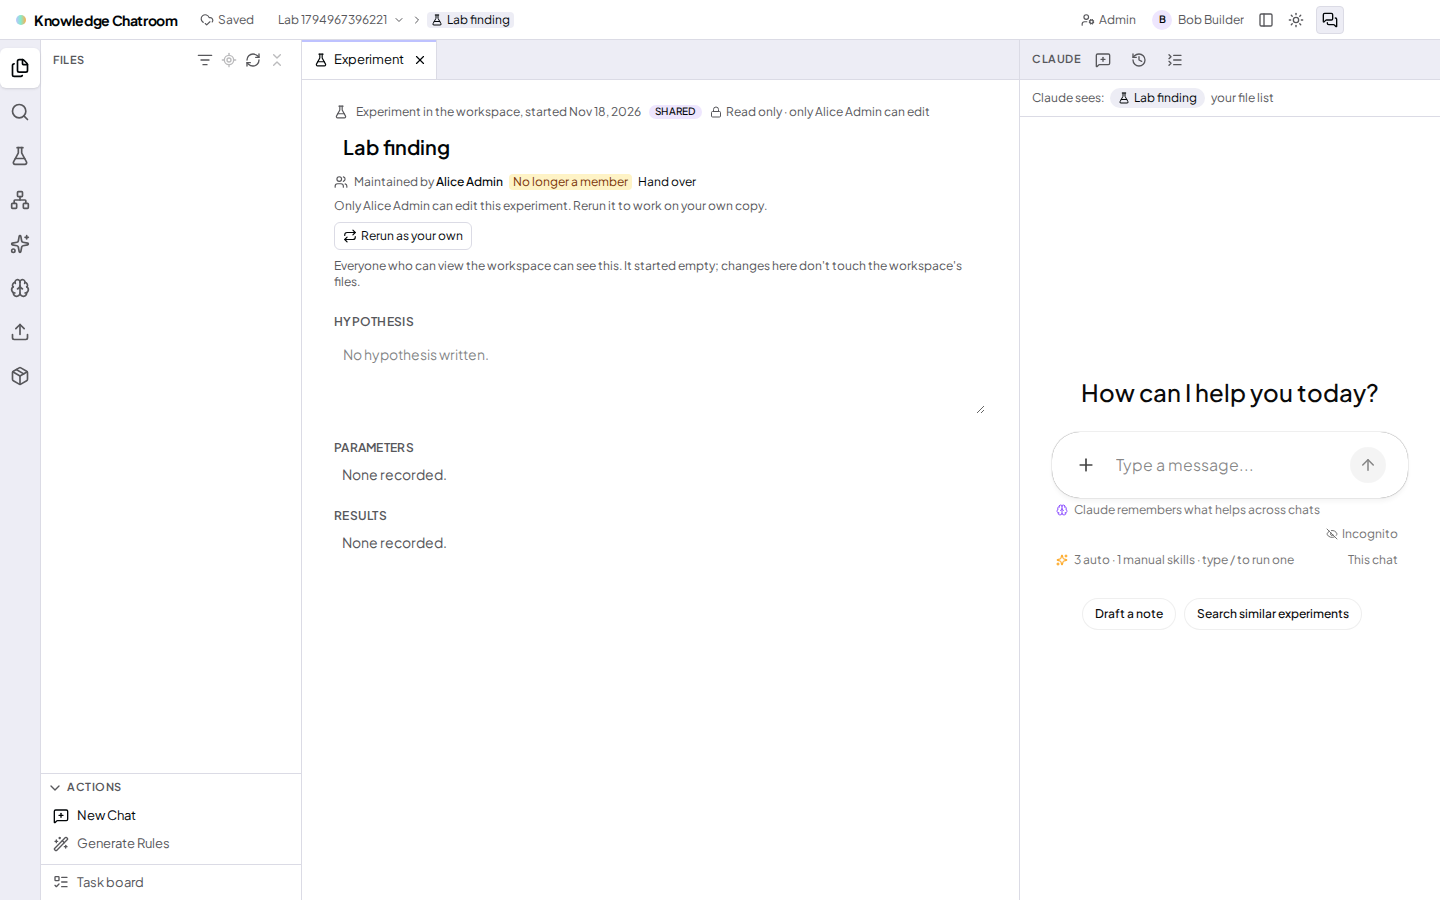 Knowledge Chatroom
Saved
Lab 1794967396221
Lab finding
Admin
B
Bob Builder
FILES
ACTIONS
New Chat
Generate Rules
Task board
Experiment
Experiment in the workspace, started Nov 18, 2026
SHARED
Read only · only Alice Admin can edit
Lab finding
Maintained by Alice Admin
No longer a member
Hand over
Only Alice Admin can edit this experiment. Rerun it to work on your own copy.
Rerun as your own
Everyone who can view the workspace can see this. It started empty; changes here don't touch the workspace's
files.
HYPOTHESIS
No hypothesis written.
PARAMETERS
None recorded.
RESULTS
None recorded.
CLAUDE
Claude sees: Lab finding your file list
How can I help you today?
Type a message...
Claude remembers what helps across chats
Incognito
3 auto · 1 manual skills · type / to run one
This chat
Draft a note
Search similar experiments